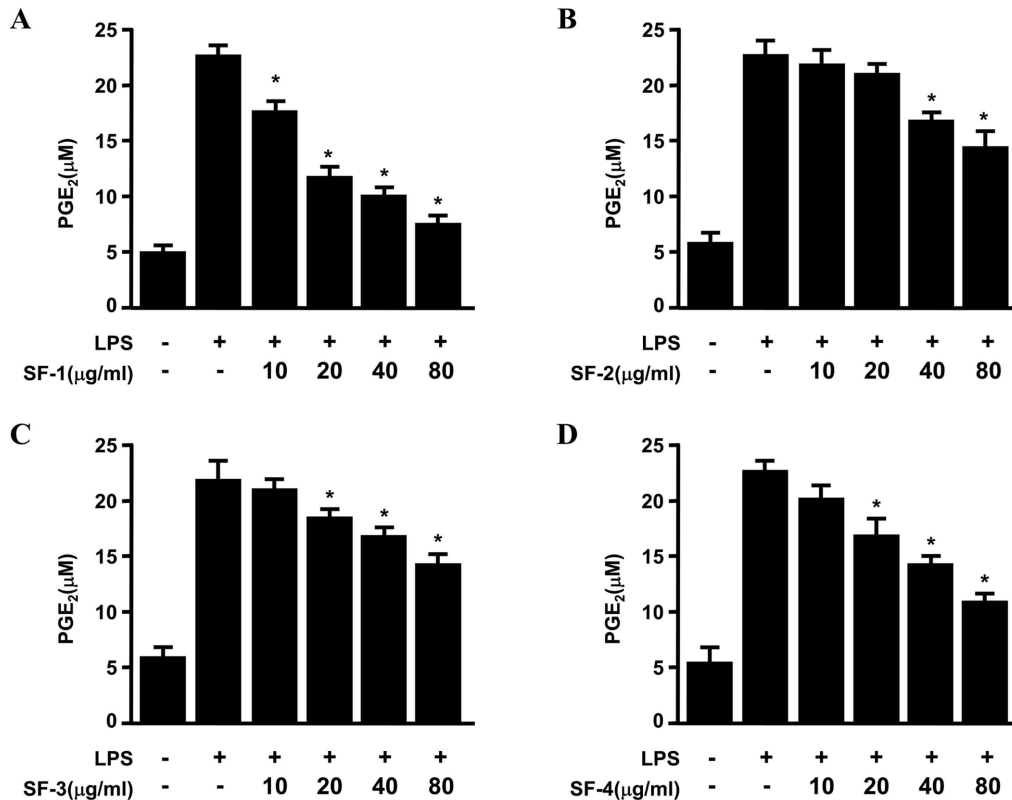 A
PGE₂(μM)
25
20
15
10
5
0
* * * *
LPS - + + + + +
SF-1(μg/ml) - - 10 20 40 80
B
PGE₂(μM)
25
20
15
10
5
0
* *
LPS - + + + + +
SF-2(μg/ml) - - 10 20 40 80
C
PGE₂(μM)
25
20
15
10
5
0
* * *
LPS - + + + + +
SF-3(μg/ml) - - 10 20 40 80
D
PGE₂(μM)
25
20
15
10
5
0
* * *
LPS - + + + + +
SF-4(μg/ml) - - 10 20 40 80